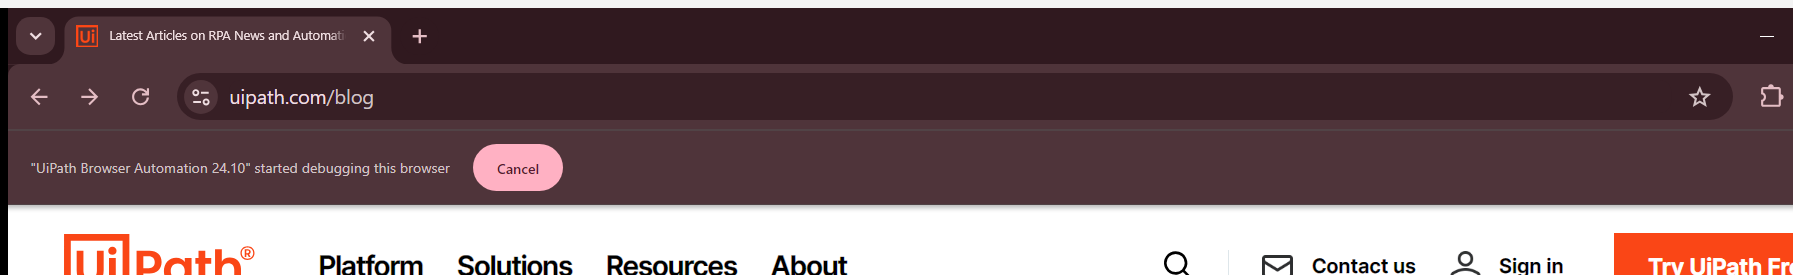 Ui Latest Articles on RPA News and Automati
uipath.com/blog
"UiPath Browser Automation 24.10" started debugging this browser Cancel
UiPath® Platform Solutions Resources About Contact us Sign in Try UiPath Fre